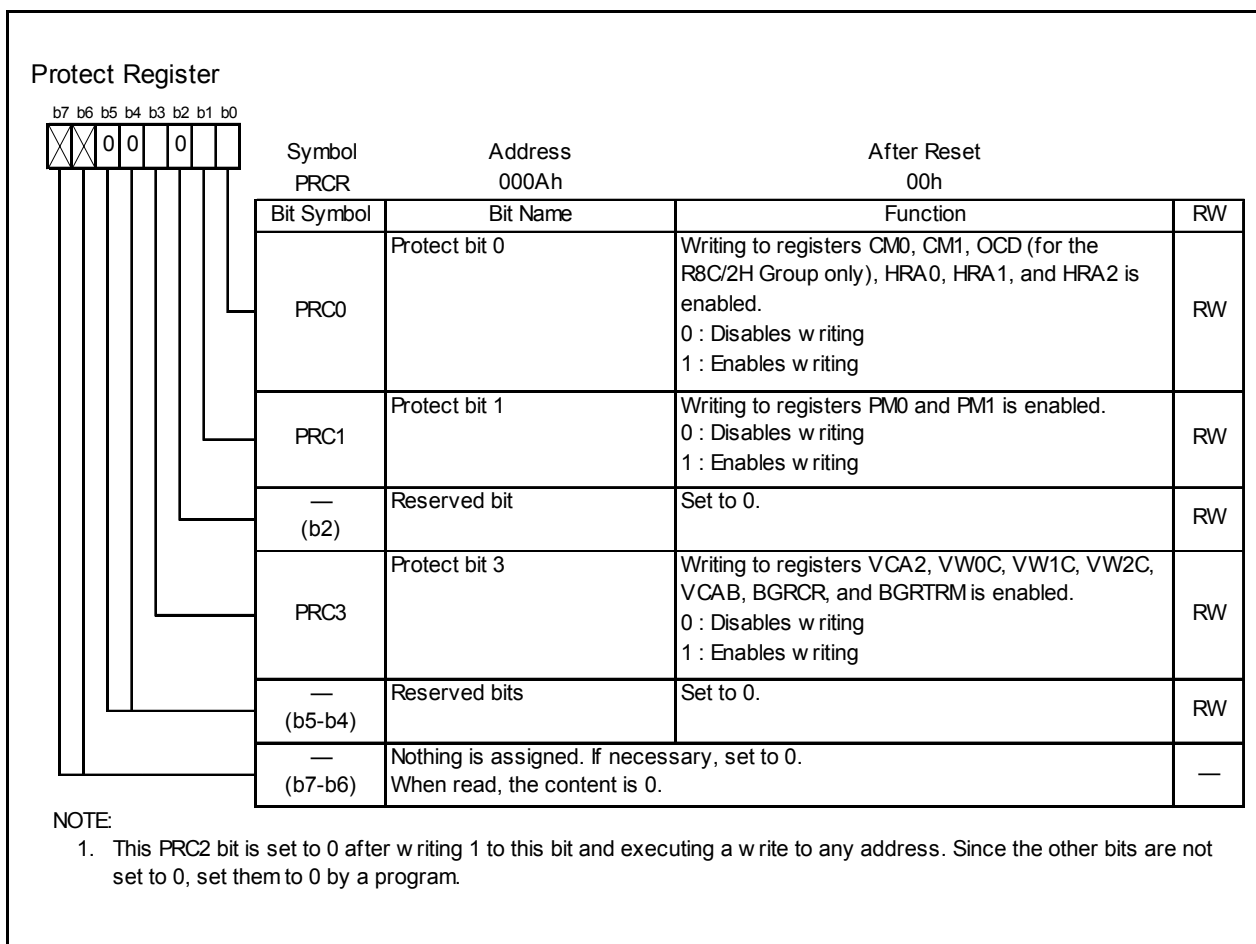 Protect Register
b7 b6 b5 b4 b3 b2 b1 b0
0 0 0
Symbol Address After Reset
PRCR 000Ah 00h
Bit Symbol Bit Name Function RW
PRC0 Protect bit 0 Writing to registers CM0, CM1, OCD (for the
R8C/2H Group only), HRA0, HRA1, and HRA2 is
enabled.
0 : Disables writing
1 : Enables writing
RW
PRC1 Protect bit 1 Writing to registers PM0 and PM1 is enabled.
0 : Disables writing
1 : Enables writing
RW
—
(b2)
Reserved bit Set to 0. RW
PRC3 Protect bit 3 Writing to registers VCA2, VW0C, VW1C, VW2C,
VCAB, BGRCR, and BGRTRM is enabled.
0 : Disables writing
1 : Enables writing
RW
—
(b5-b4)
Reserved bits Set to 0. RW
—
(b7-b6)
Nothing is assigned. If necessary, set to 0.
When read, the content is 0.
—
NOTE:
1. This PRC2 bit is set to 0 after writing 1 to this bit and executing a write to any address. Since the other bits are not
set to 0, set them to 0 by a program.